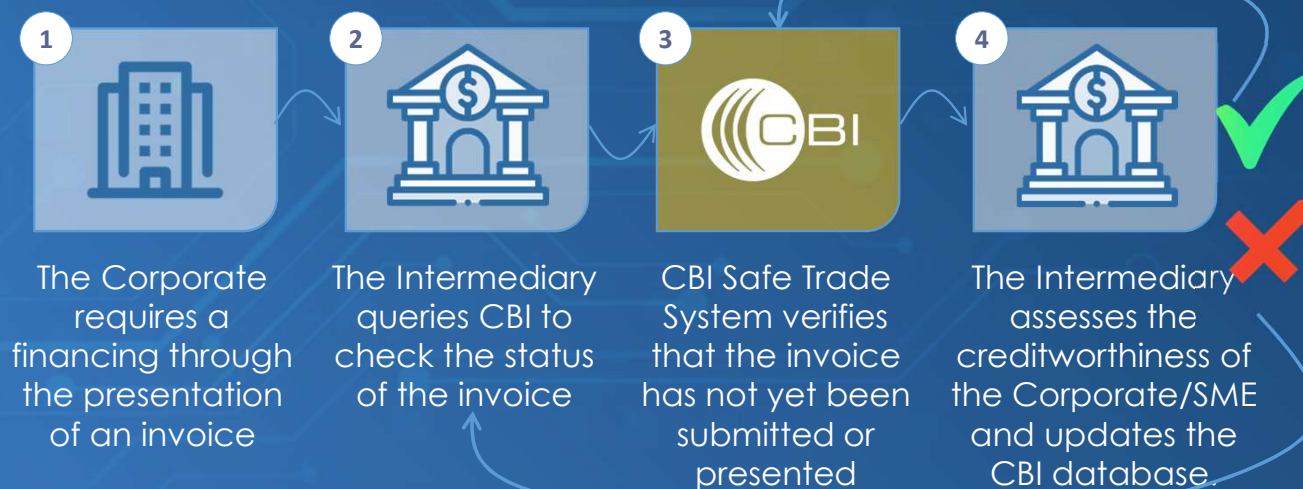 1
2
3
4
$
$
CBI
$
The Corporate
requires a
financing through
the presentation
of an invoice
The Intermediary
queries CBI to
check the status
of the invoice
CBI Safe Trade
System verifies
that the invoice
has not yet been
submitted or
presented
The Intermediary
assesses the
creditworthiness of
the Corporate/SME
and updates the
CBI database.